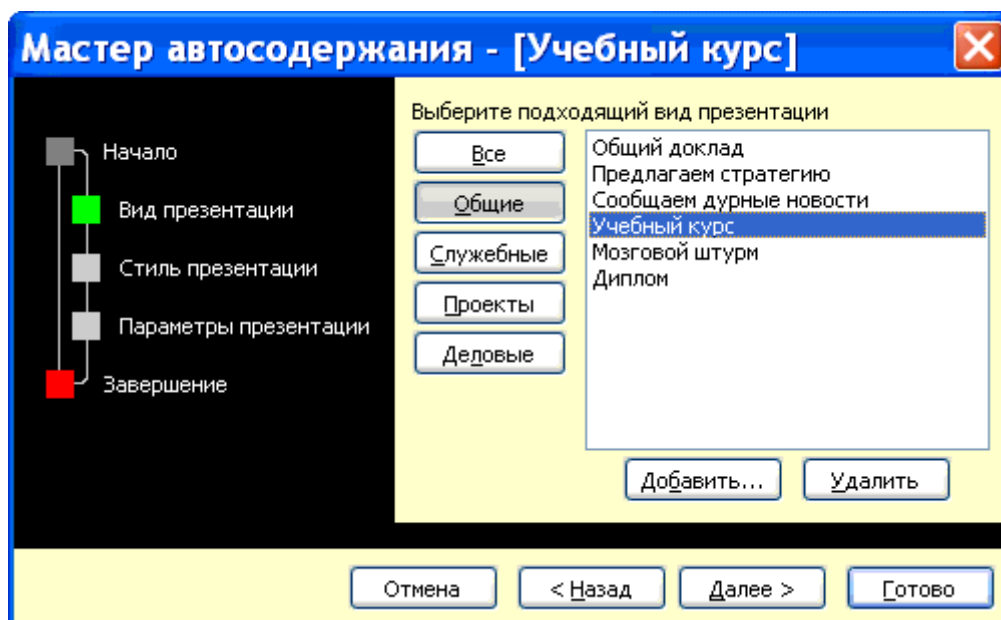 Мастер автосодержания - [Учебный курс]
Начало
Вид презентации
Стиль презентации
Параметры презентации
Завершение
Выберите подходящий вид презентации
Все
Общие
Служебные
Проекты
Деловые
Общий доклад
Предлагаем стратегию
Сообщаем дурные новости
Учебный курс
Мозговой штурм
Диплом
Добавить...
Удалить
Отмена
< Назад
Далее >
Готово